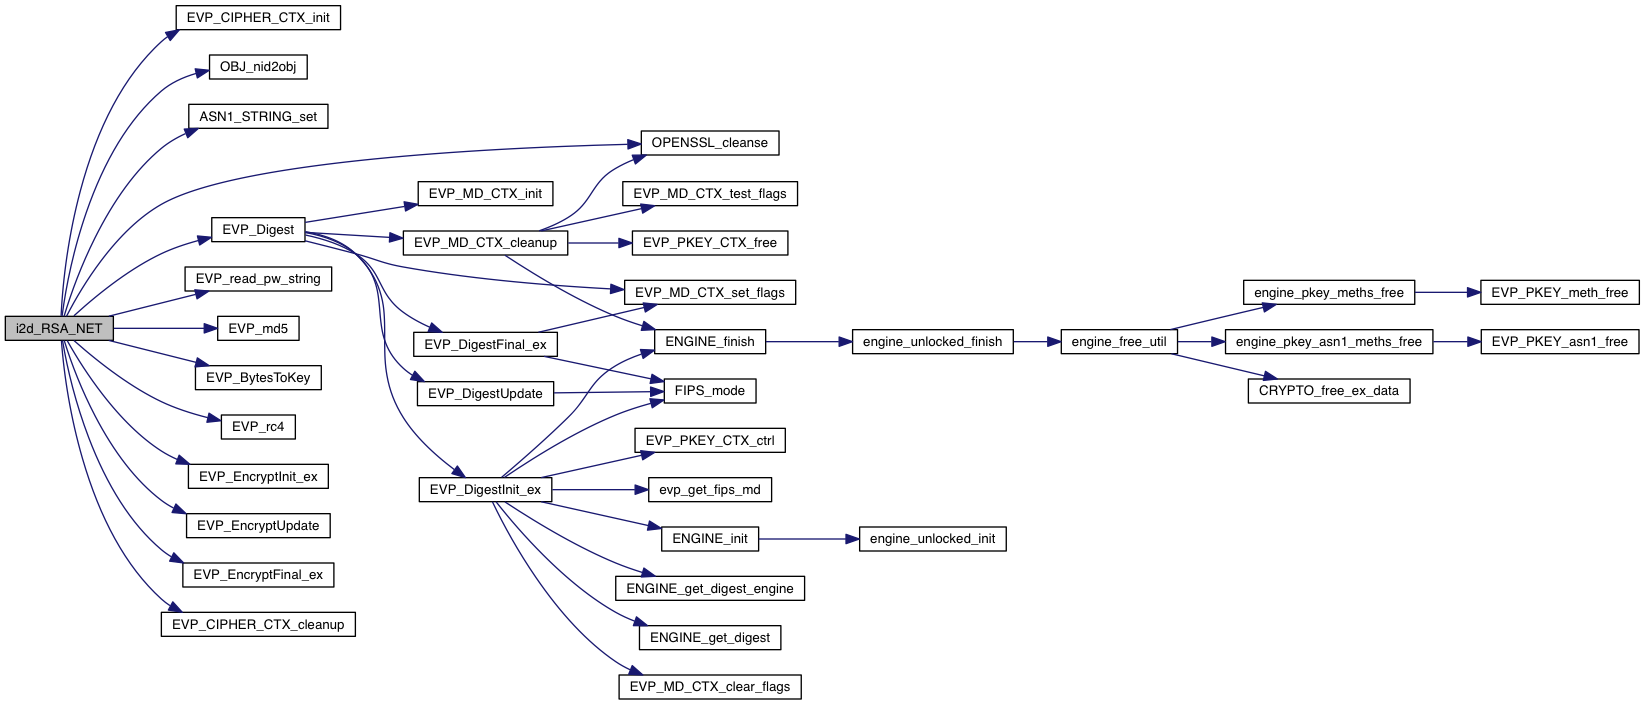 EVP_CIPHER_CTX_init
OBJ_nid2obj
ASN1_STRING_set
OPENSSL_cleanse
EVP_MD_CTX_init
EVP_MD_CTX_test_flags
EVP_Digest
EVP_MD_CTX_cleanup
EVP_PKEY_CTX_free
EVP_read_pw_string
EVP_MD_CTX_set_flags
engine_pkey_meths_free
EVP_PKEY_meth_free
i2d_RSA_NET
EVP_md5
EVP_DigestFinal_ex
ENGINE_finish
engine_unlocked_finish
engine_free_util
engine_pkey_asn1_meths_free
EVP_PKEY_asn1_free
EVP_BytesToKey
EVP_DigestUpdate
FIPS_mode
CRYPTO_free_ex_data
EVP_rc4
EVP_PKEY_CTX_ctrl
EVP_EncryptInit_ex
EVP_DigestInit_ex
evp_get_fips_md
EVP_EncryptUpdate
ENGINE_init
engine_unlocked_init
EVP_EncryptFinal_ex
ENGINE_get_digest_engine
EVP_CIPHER_CTX_cleanup
ENGINE_get_digest
EVP_MD_CTX_clear_flags